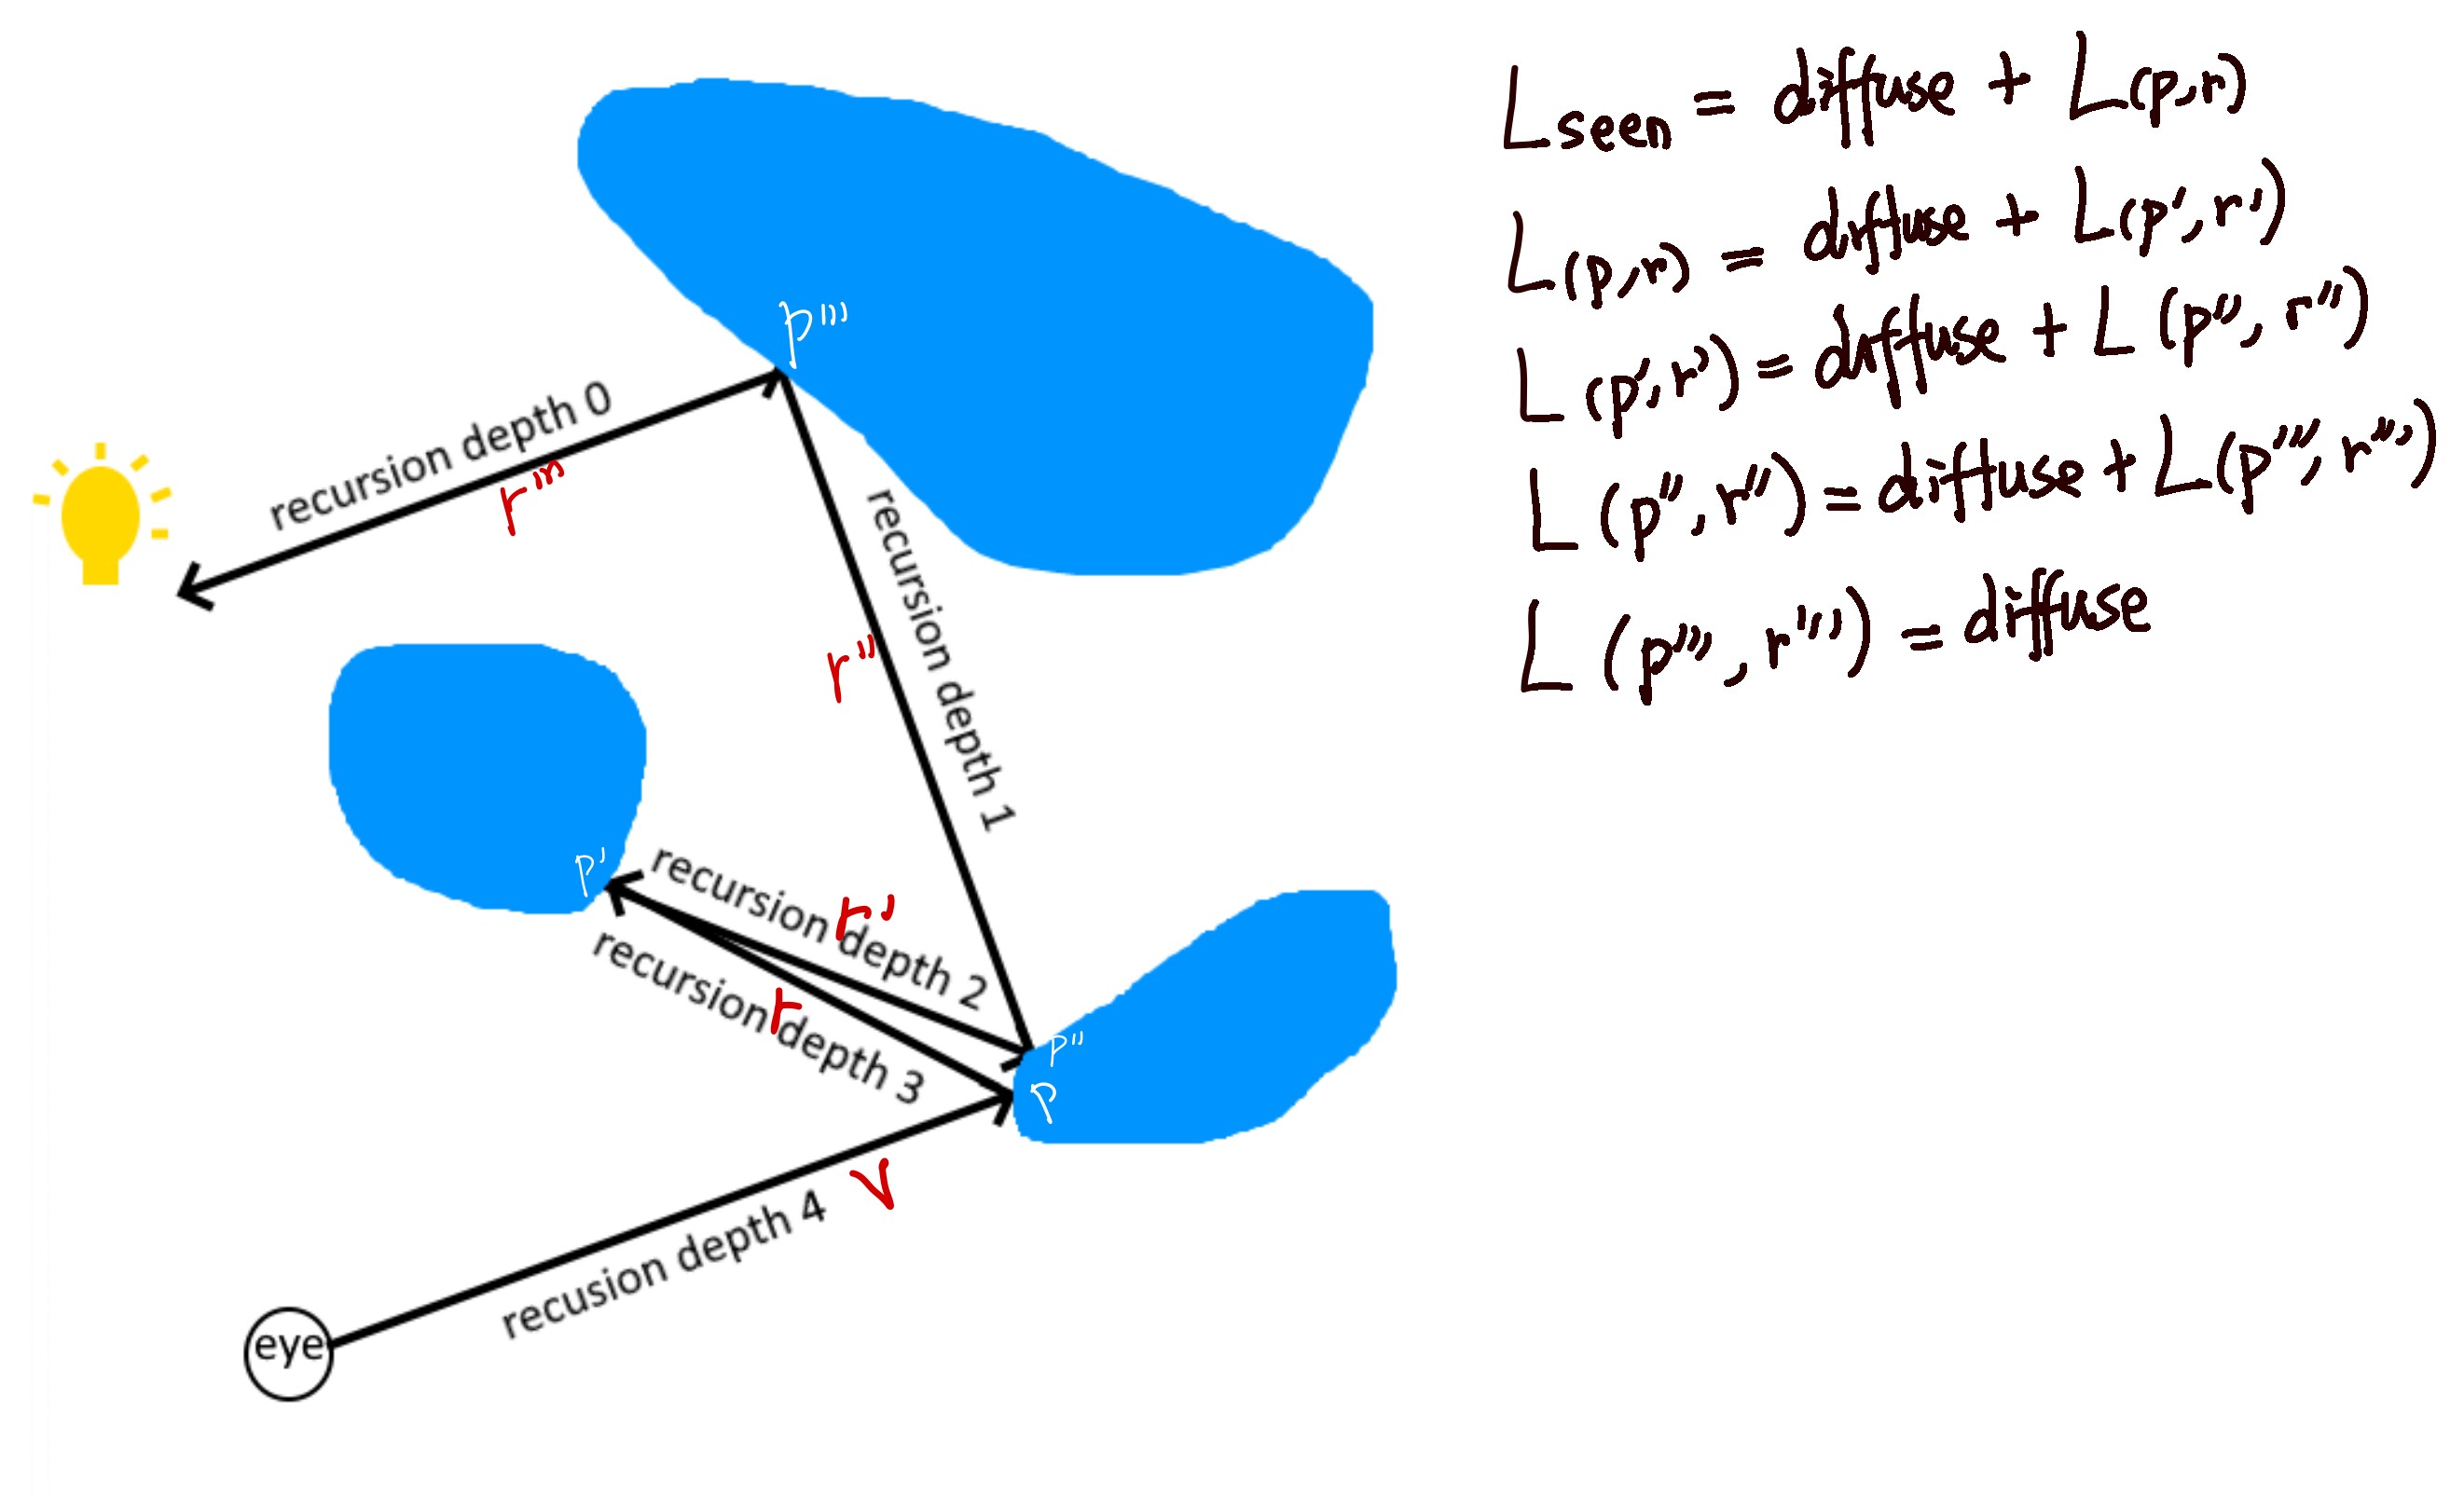 L seen = diffuse + L(p,r)
L(p,r) = diffuse + L(p',r')
L(p',r') = diffuse + L(p'',r'')
L(p'',r'') = diffuse + L(p''',r''')
L(p''',r''') = diffuse
p'''
recursion depth 0
r'''
recursion depth 1
r''
p'
recursion depth 2
r'
recursion depth 3
r
p''
p
recusion depth 4
v
eye